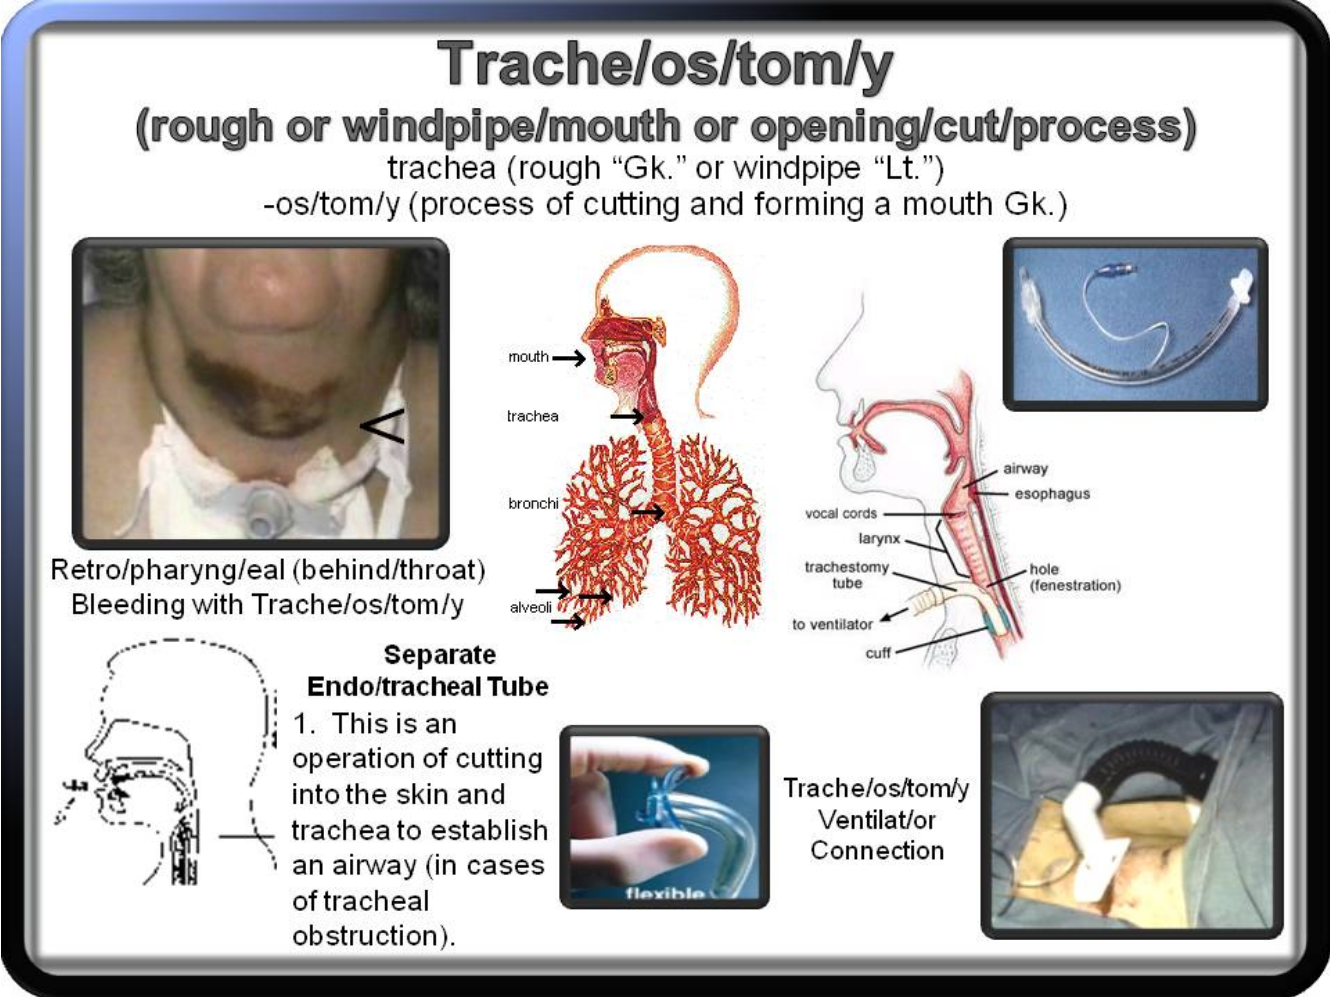 Trache/os/tom/y
(rough or windpipe/mouth or opening/cut/process)
trachea (rough “Gk.” or windpipe “Lt.”)
-os/tom/y (process of cutting and forming a mouth Gk.)
mouth
trachea
bronchi
alveoli
airway
esophagus
vocal cords
larynx
trachestomy
tube
hole
(fenestration)
to ventilator
cuff
Retro/pharyng/eal (behind/throat)
Bleeding with Trache/os/tom/y
Separate
Endo/tracheal Tube
1. This is an
operation of cutting
into the skin and
trachea to establish
an airway (in cases
of tracheal
obstruction).
flexible
Trache/os/tom/y
Ventilat/or
Connection